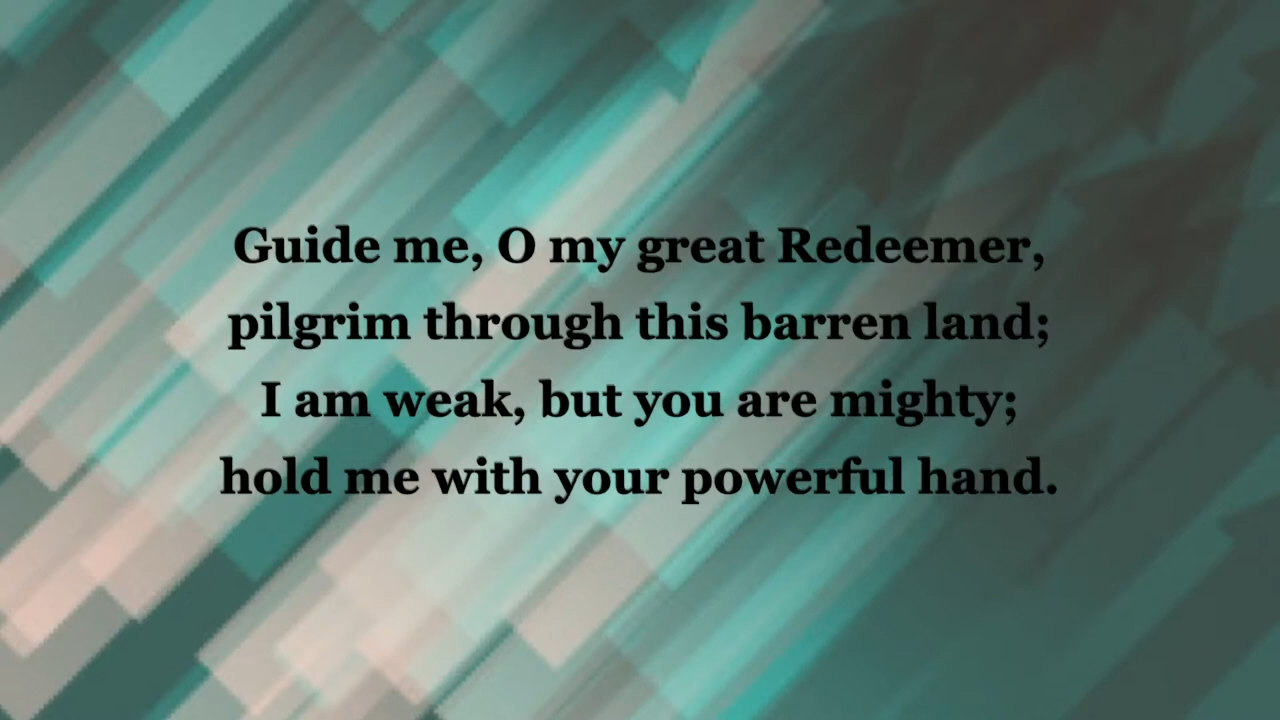 Guide me, O my great Redeemer,
pilgrim through this barren land;
I am weak, but you are mighty;
hold me with your powerful hand.